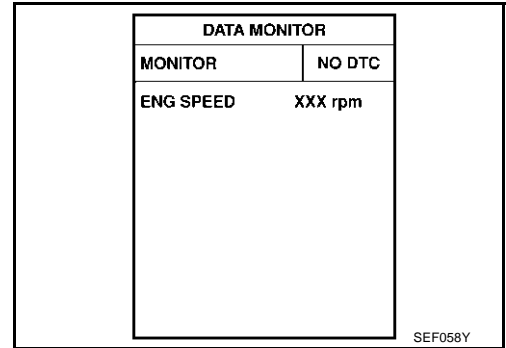 DATA MONITOR
MONITOR NO DTC
ENG SPEED XXX rpm
SEF058Y